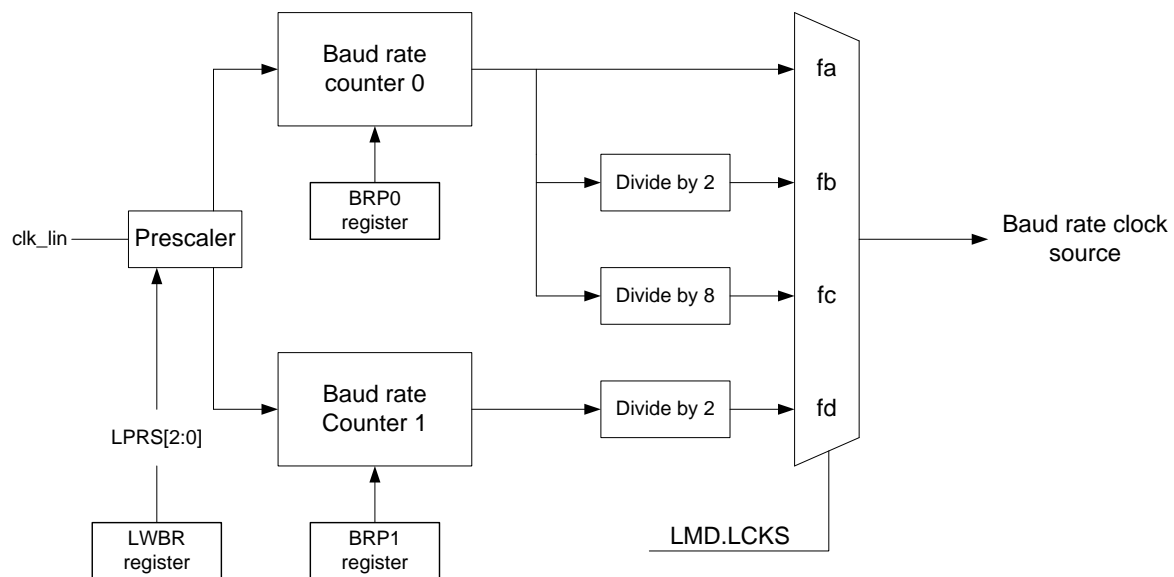 Baud rate
counter 0
fa
BRP0
register
Divide by 2
fb
clk_lin
Prescaler
Baud rate clock
source
Divide by 8
fc
Baud rate
Counter 1
Divide by 2
fd
LPRS[2:0]
LWBR
register
BRP1
register
LMD.LCKS